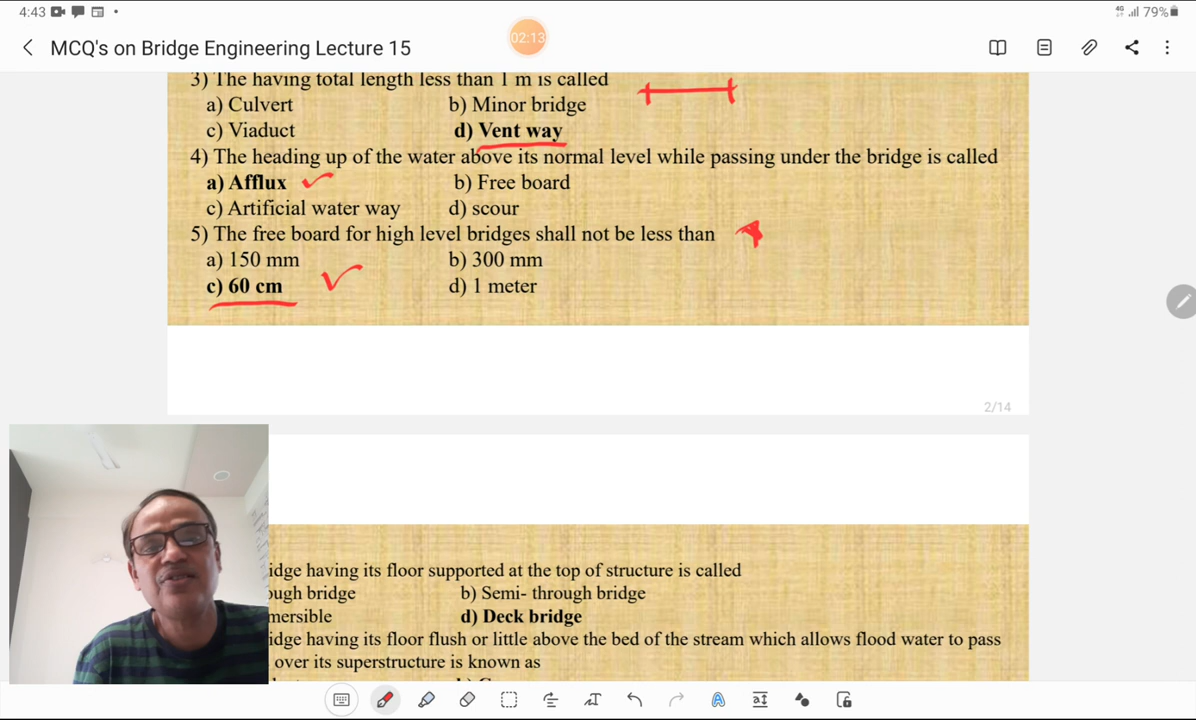 4:43
4G 79%
MCQ's on Bridge Engineering Lecture 15
02:13
3) The having total length less than 1 m is called
a) Culvert b) Minor bridge
c) Viaduct d) Vent way
4) The heading up of the water above its normal level while passing under the bridge is called
a) Afflux b) Free board
c) Artificial water way d) scour
5) The free board for high level bridges shall not be less than
a) 150 mm b) 300 mm
c) 60 cm d) 1 meter
2/14
idge having its floor supported at the top of structure is called
ough bridge b) Semi- through bridge
mersible d) Deck bridge
idge having its floor flush or little above the bed of the stream which allows flood water to pass
over its superstructure is known as